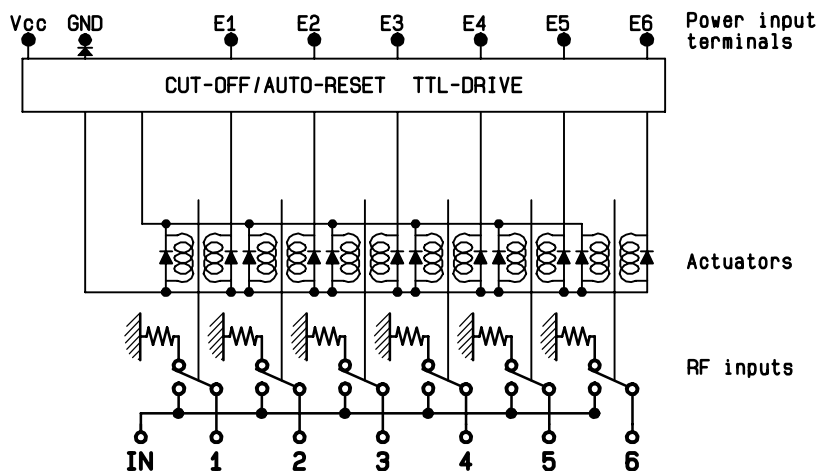 Vcc GND E1 E2 E3 E4 E5 E6 Power input
terminals
CUT-OFF/AUTO-RESET TTL-DRIVE
Actuators
RF inputs
IN 1 2 3 4 5 6